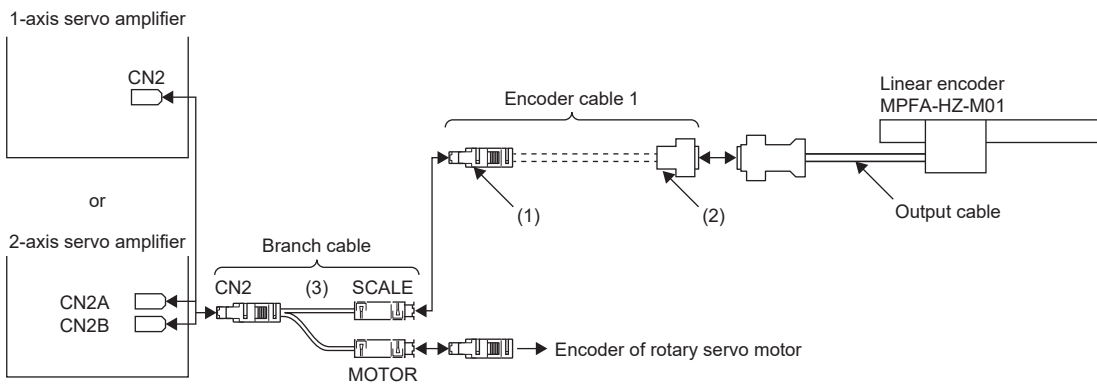 1-axis servo amplifier
CN2
Encoder cable 1
Linear encoder
MPFA-HZ-M01
(1)
(2)
Output cable
or
2-axis servo amplifier
Branch cable
CN2
(3)
SCALE
CN2A
CN2B
Encoder of rotary servo motor
MOTOR